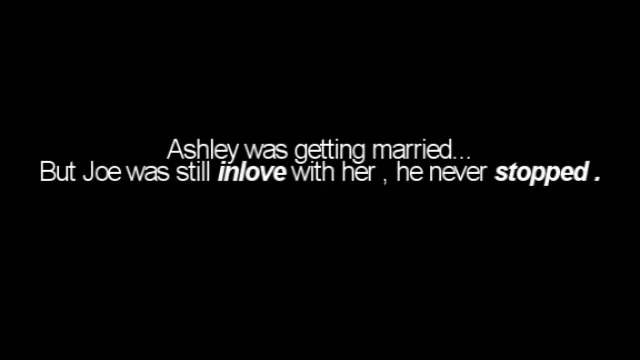 Ashley was getting married...
But Joe was still inlove with her , he never stopped .